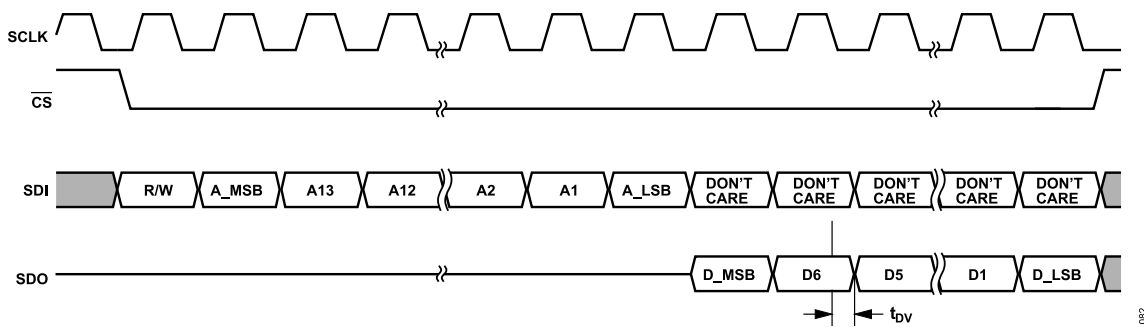 SCLK
CS
SDI R/W A_MSB A13 A12 A2 A1 A_LSB DON'T CARE DON'T CARE DON'T CARE DON'T CARE DON'T CARE
SDO D_MSB D6 D5 D1 D_LSB
tDV
082